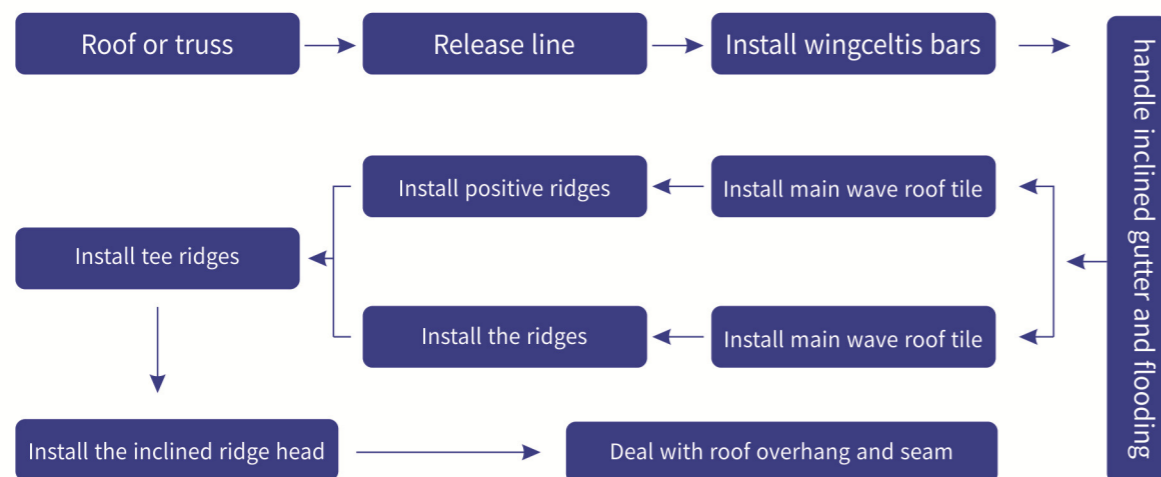 Roof or truss
Release line
Install wingceltis bars
handle inclined gutter and flooding
Install main wave roof tile
Install positive ridges
Install main wave roof tile
Install the ridges
Install tee ridges
Install the inclined ridge head
Deal with roof overhang and seam